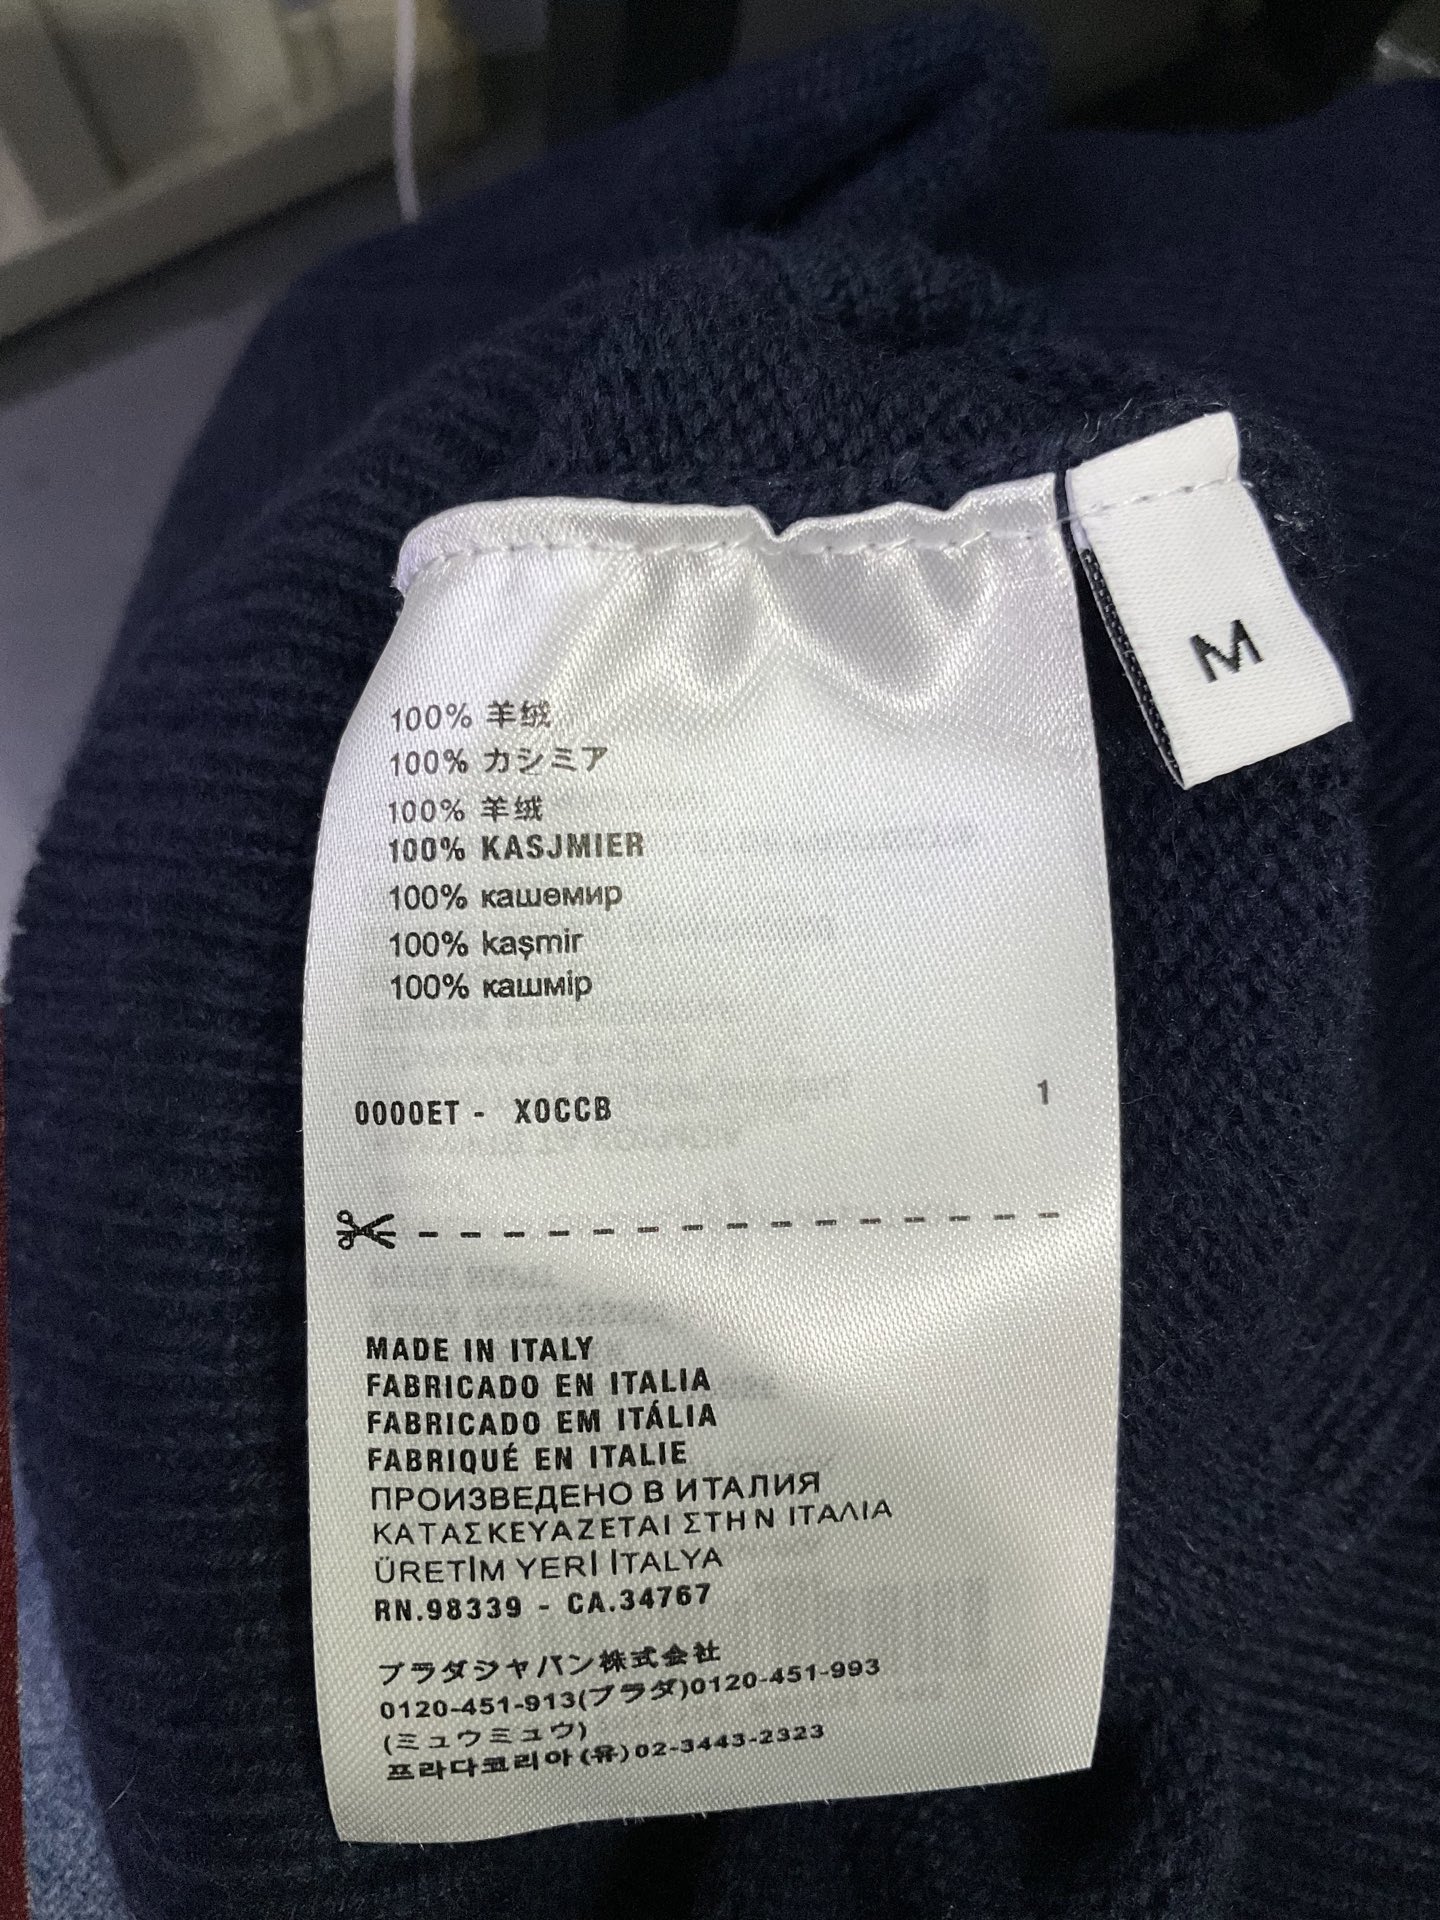 M
100% 羊绒
100% カシミア
100% 羊绒
100% KASJMIER
100% кашемир
100% kaşmir
100% кашмір
0000ET - X0CCB 1
MADE IN ITALY
FABRICADO EN ITALIA
FABRICADO EM ITÁLIA
FABRIQUÉ EN ITALIE
ПРОИЗВЕДЕНО В ИТАЛИЯ
ΚΑΤΑΣΚΕΥΑΖΕΤΑΙ ΣΤΗΝ ΙΤΑΛΙΑ
ÜRETİM YERİ İTALYA
RN.98339 - CA.34767
プラダジャパン株式会社
0120-451-913(プラダ)0120-451-993
(ミュウミュウ)
프라다코리아(유)02-3443-2323